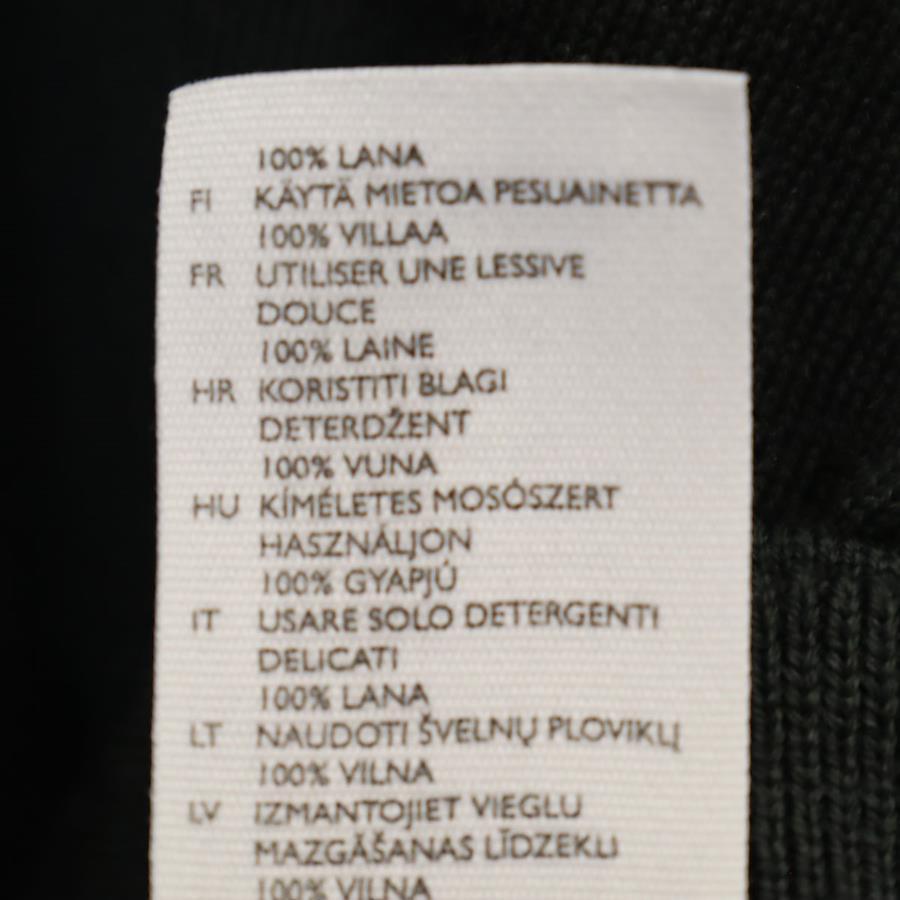 100% LANA
FI KÄYTÄ MIETOA PESUAINETTA
100% VILLAA
FR UTILISER UNE LESSIVE
DOUCE
100% LAINE
HR KORISTITI BLAGI
DETERDŽENT
100% VUNA
HU KÍMÉLETES MOSÓSZERT
HASZNÁLJON
100% GYAPJÚ
IT USARE SOLO DETERGENTI
DELICATI
100% LANA
LT NAUDOTI ŠVELNŲ PLOVIKLĮ
100% VILNA
LV IZMANTOJIET VIEGLU
MAZGĀŠANAS LĪDZEKLI
100% VILNA